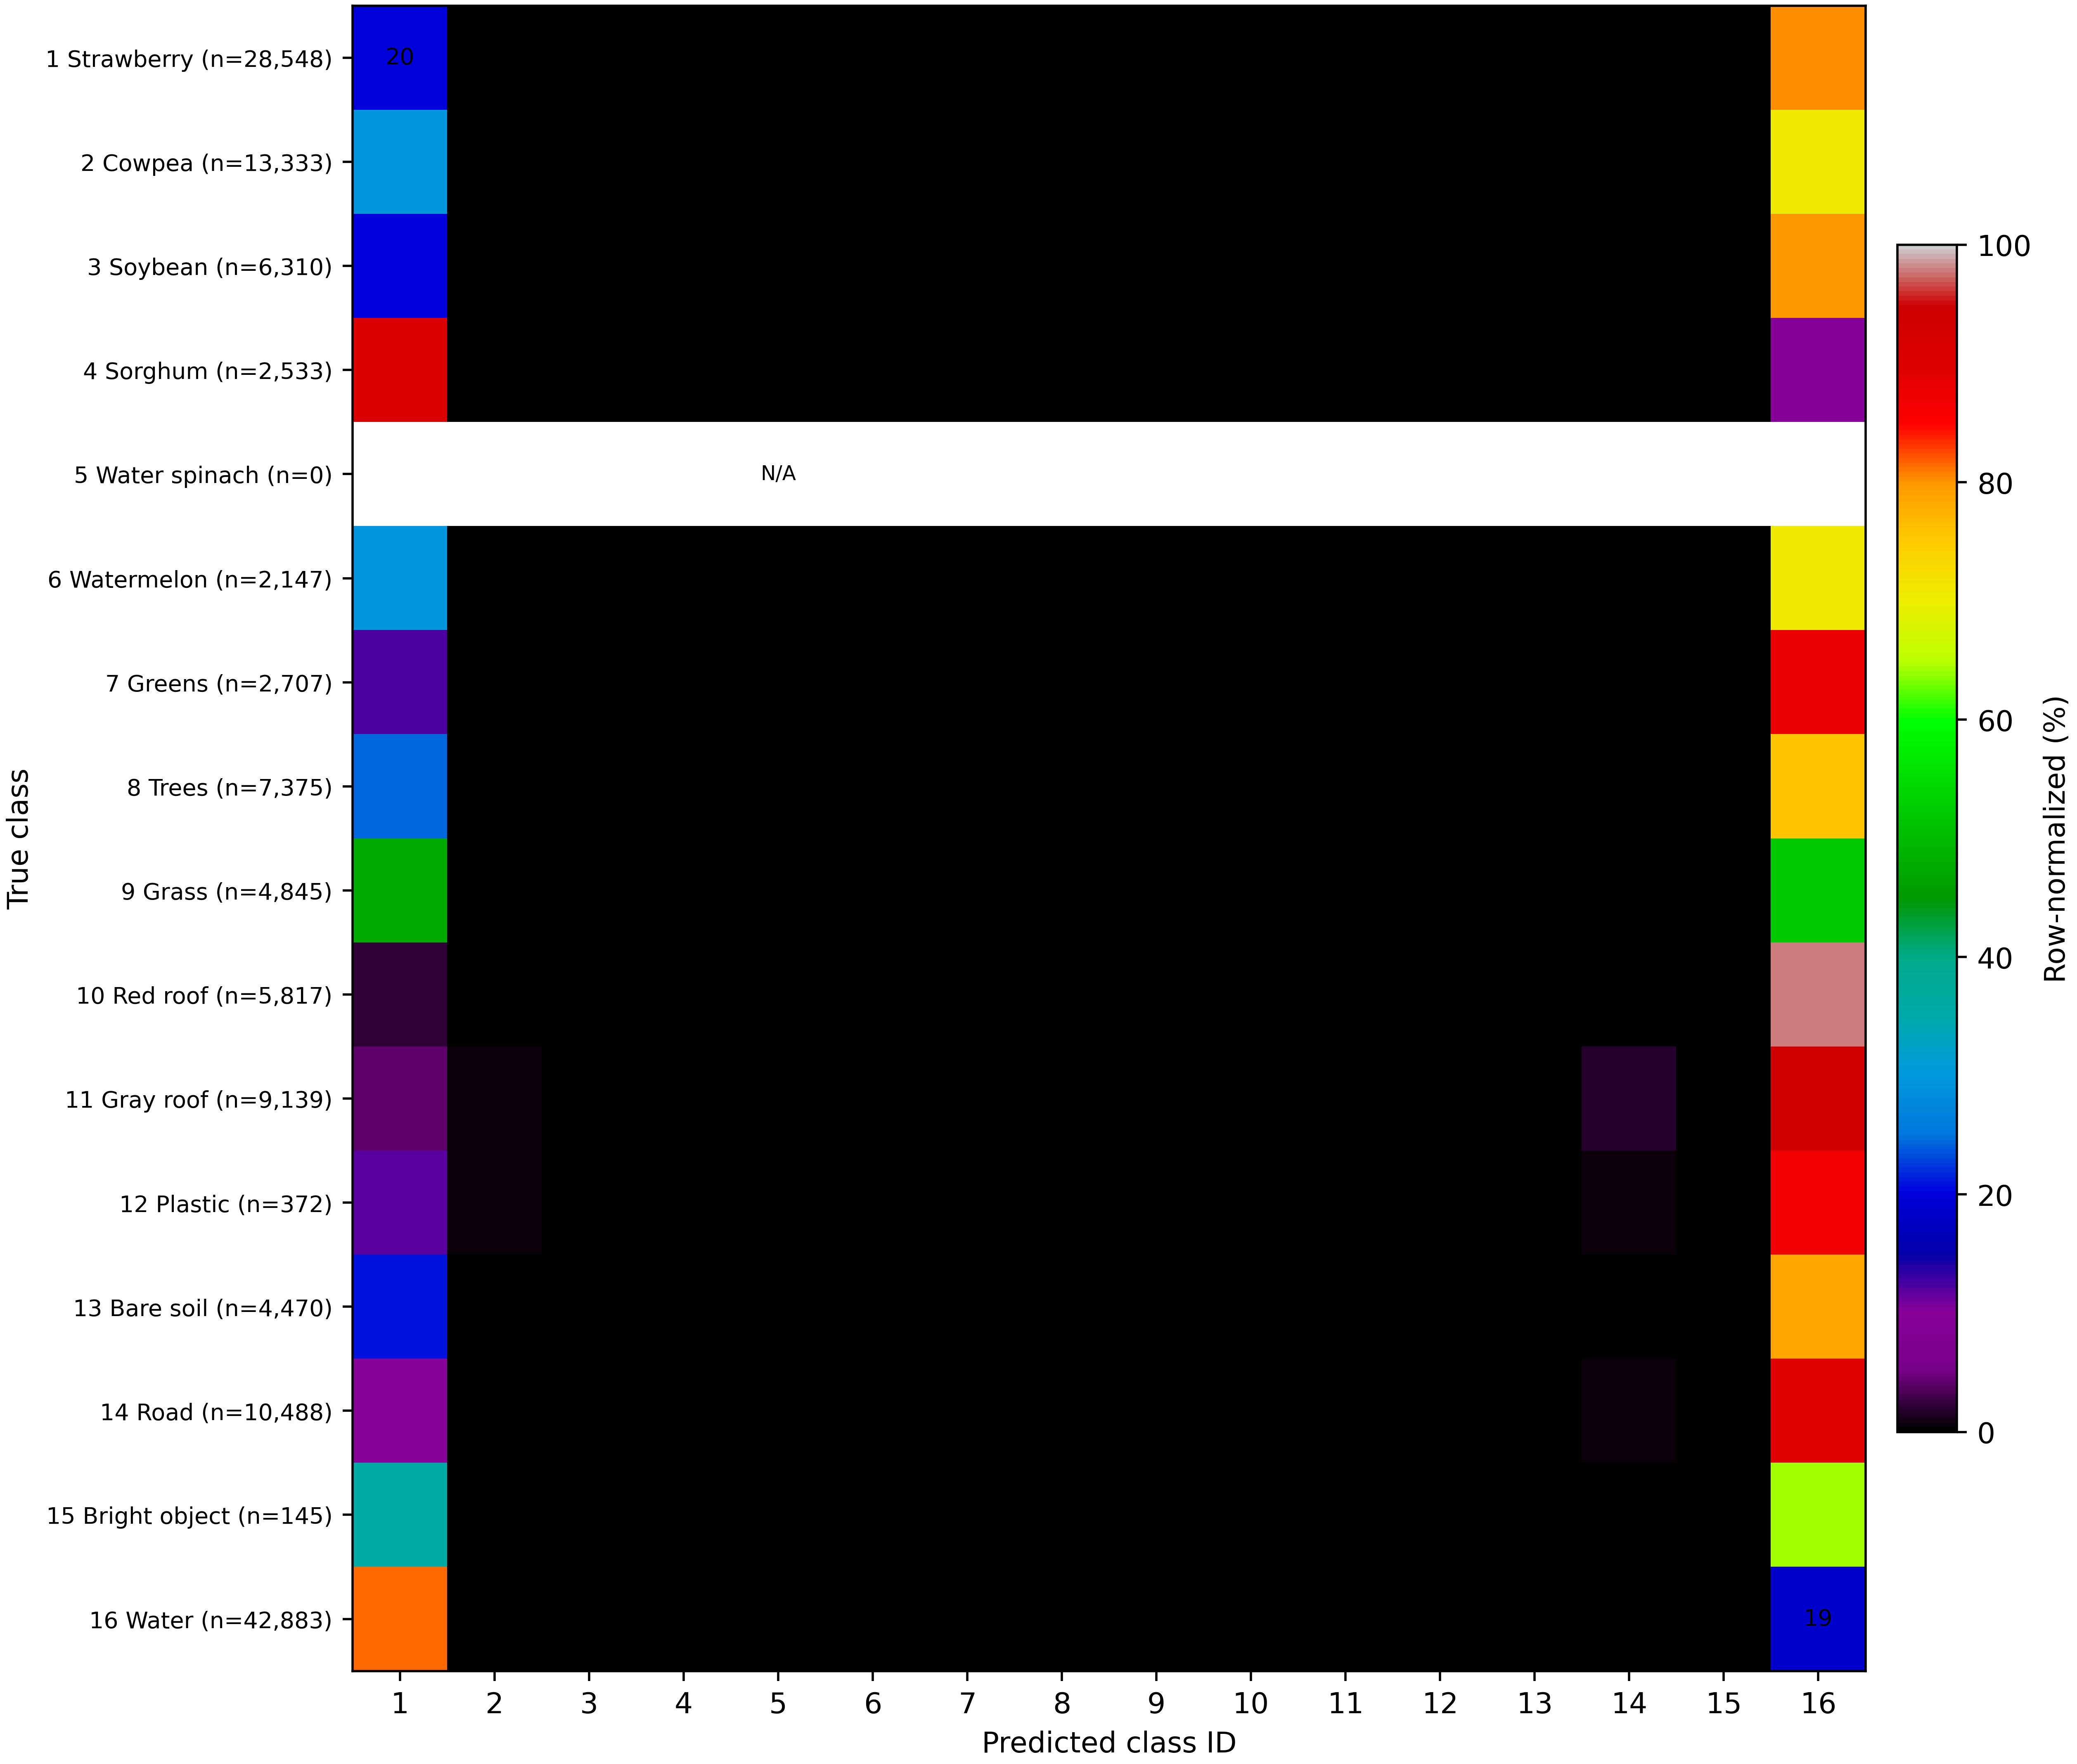 1 Strawberry (n=28,548)
20
2 Cowpea (n=13,333)
3 Soybean (n=6,310)
4 Sorghum (n=2,533)
5 Water spinach (n=0)
N/A
6 Watermelon (n=2,147)
7 Greens (n=2,707)
8 Trees (n=7,375)
9 Grass (n=4,845)
10 Red roof (n=5,817)
11 Gray roof (n=9,139)
12 Plastic (n=372)
13 Bare soil (n=4,470)
14 Road (n=10,488)
15 Bright object (n=145)
16 Water (n=42,883)
19
True class
1 2 3 4 5 6 7 8 9 10 11 12 13 14 15 16
Predicted class ID
100
80
60
40
20
0
Row-normalized (%)